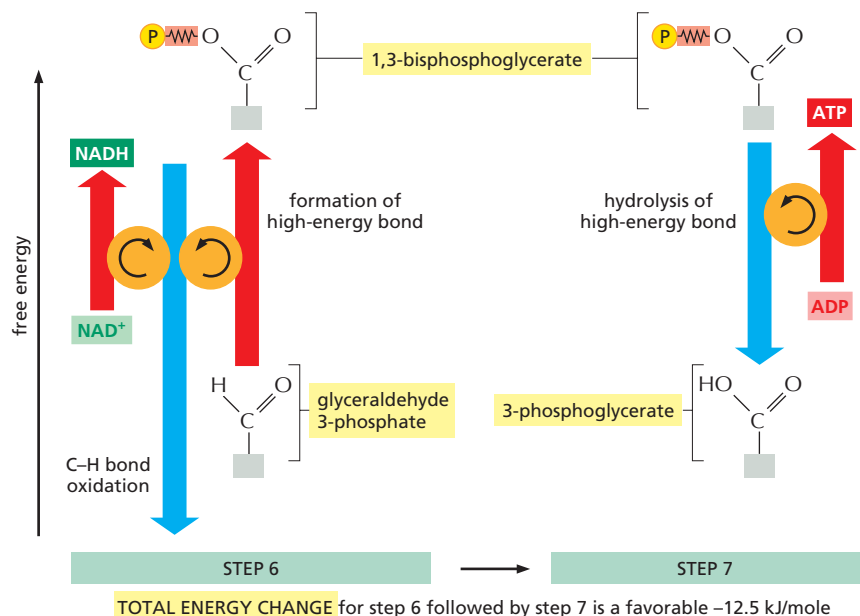 P O O
1,3-bisphosphoglycerate
P O O
NADH
ATP
formation of
high-energy bond
hydrolysis of
high-energy bond
free energy
NAD+
ADP
H O
glyceraldehyde
3-phosphate
3-phosphoglycerate
HO O
C C
C–H bond
oxidation
STEP 6
STEP 7
TOTAL ENERGY CHANGE for step 6 followed by step 7 is a favorable –12.5 kJ/mole